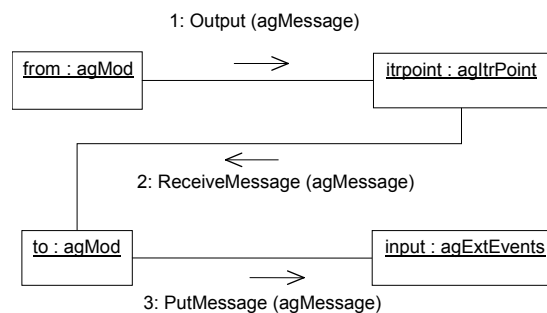 1: Output (agMessage)
from : agMod
itrpoint : agItrPoint
2: ReceiveMessage (agMessage)
to : agMod
input : agExtEvents
3: PutMessage (agMessage)